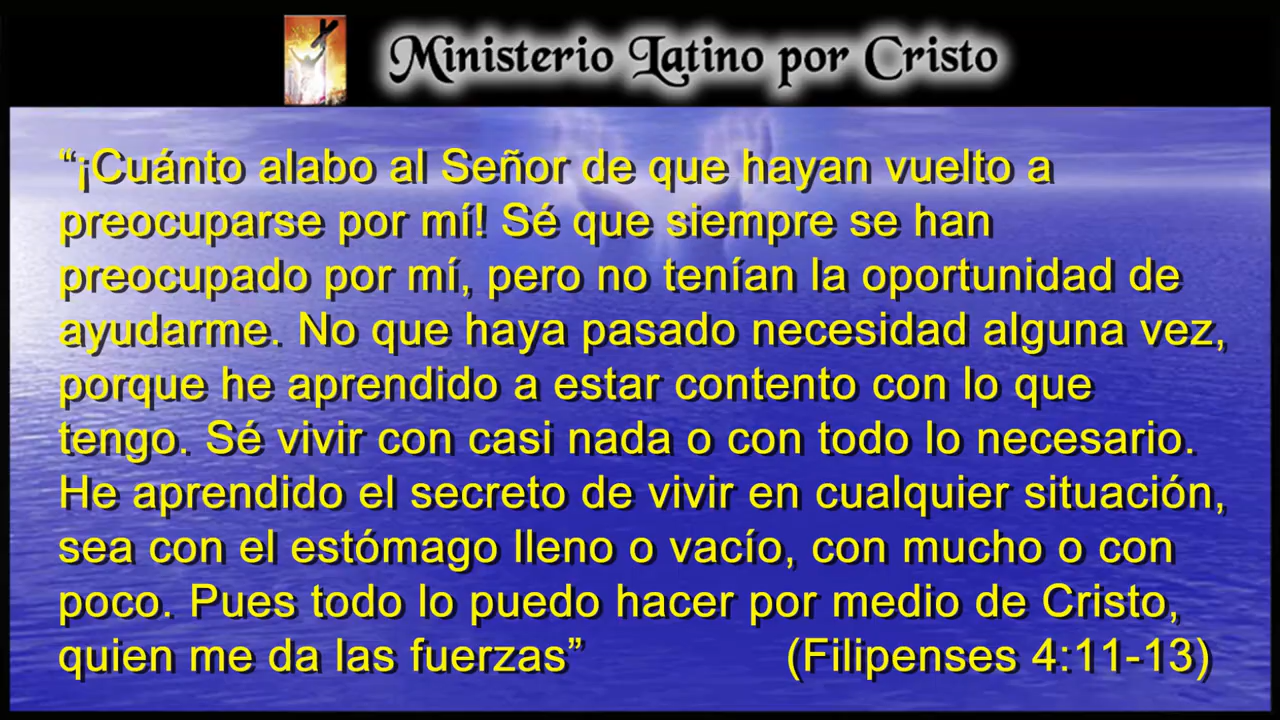 Ministerio Latino por Cristo
“¡Cuánto alabo al Señor de que hayan vuelto a
preocuparse por mí! Sé que siempre se han
preocupado por mí, pero no tenían la oportunidad de
ayudarme. No que haya pasado necesidad alguna vez,
porque he aprendido a estar contento con lo que
tengo. Sé vivir con casi nada o con todo lo necesario.
He aprendido el secreto de vivir en cualquier situación,
sea con el estómago lleno o vacío, con mucho o con
poco. Pues todo lo puedo hacer por medio de Cristo,
quien me da las fuerzas” (Filipenses 4:11-13)